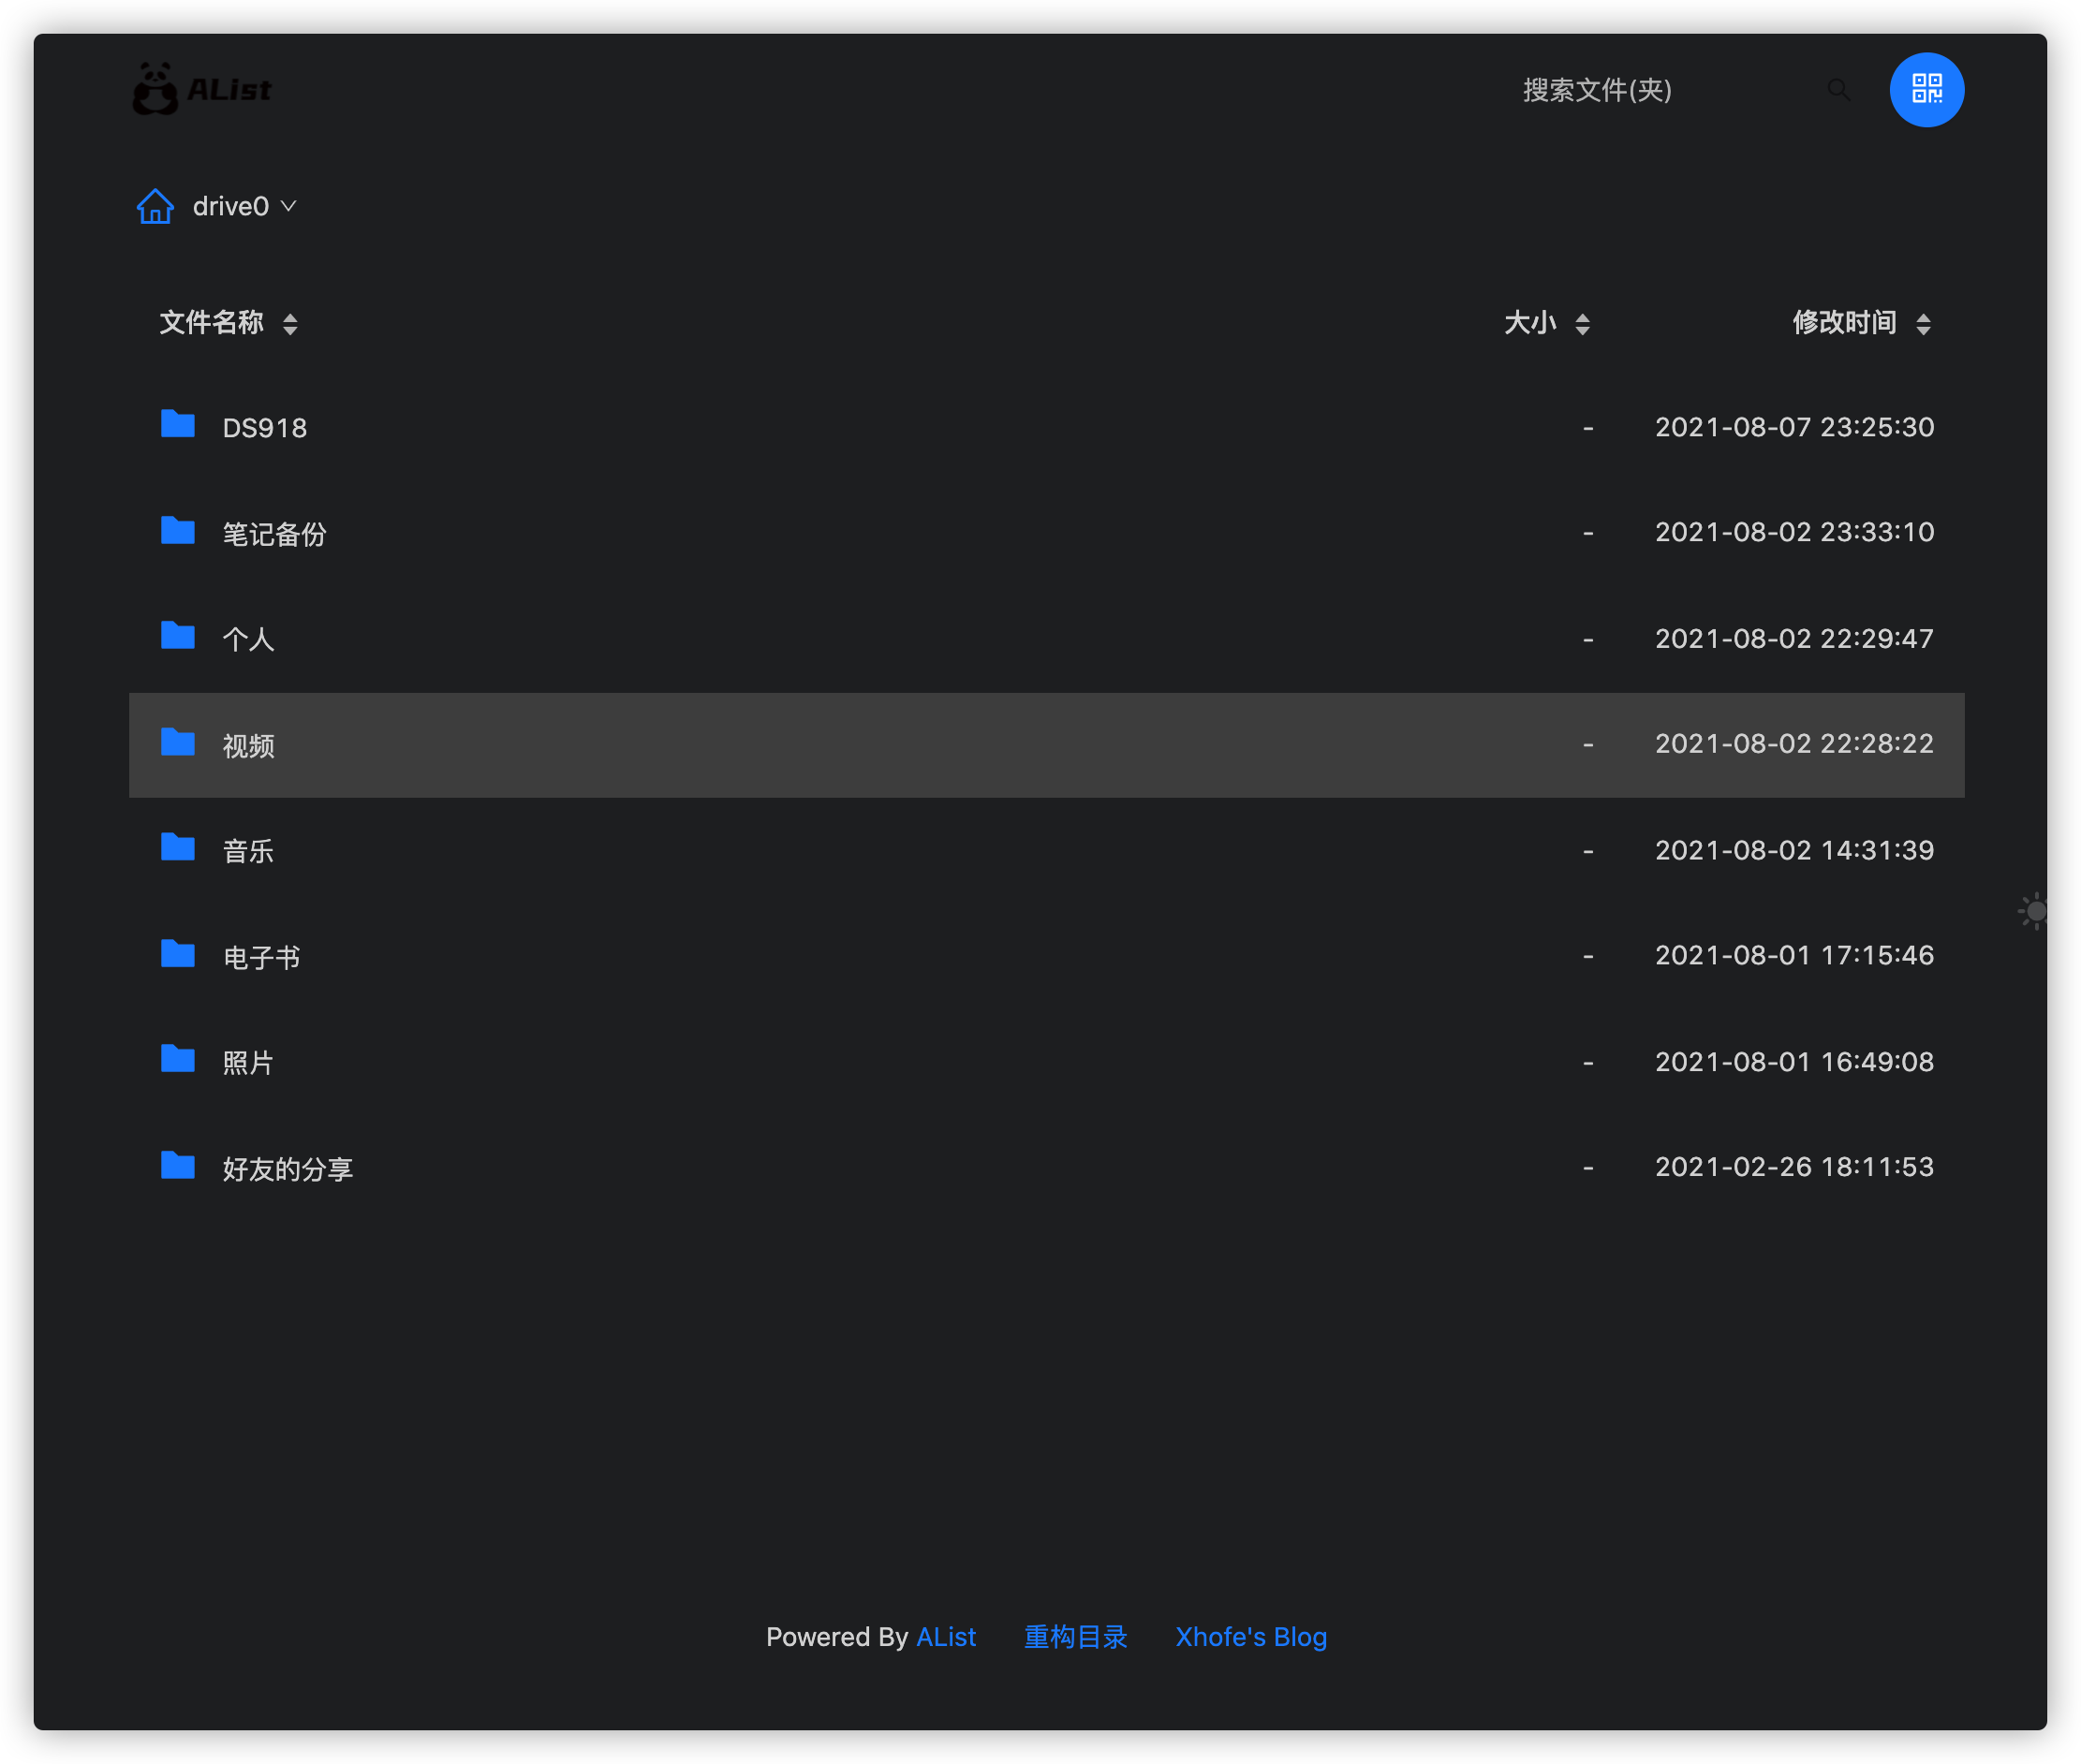 AList 搜索文件(夹)
drive0
文件名称 大小 修改时间
DS918 - 2021-08-07 23:25:30
笔记备份 - 2021-08-02 23:33:10
个人 - 2021-08-02 22:29:47
视频 - 2021-08-02 22:28:22
音乐 - 2021-08-02 14:31:39
电子书 - 2021-08-01 17:15:46
照片 - 2021-08-01 16:49:08
好友的分享 - 2021-02-26 18:11:53
Powered By AList 重构目录 Xhofe's Blog